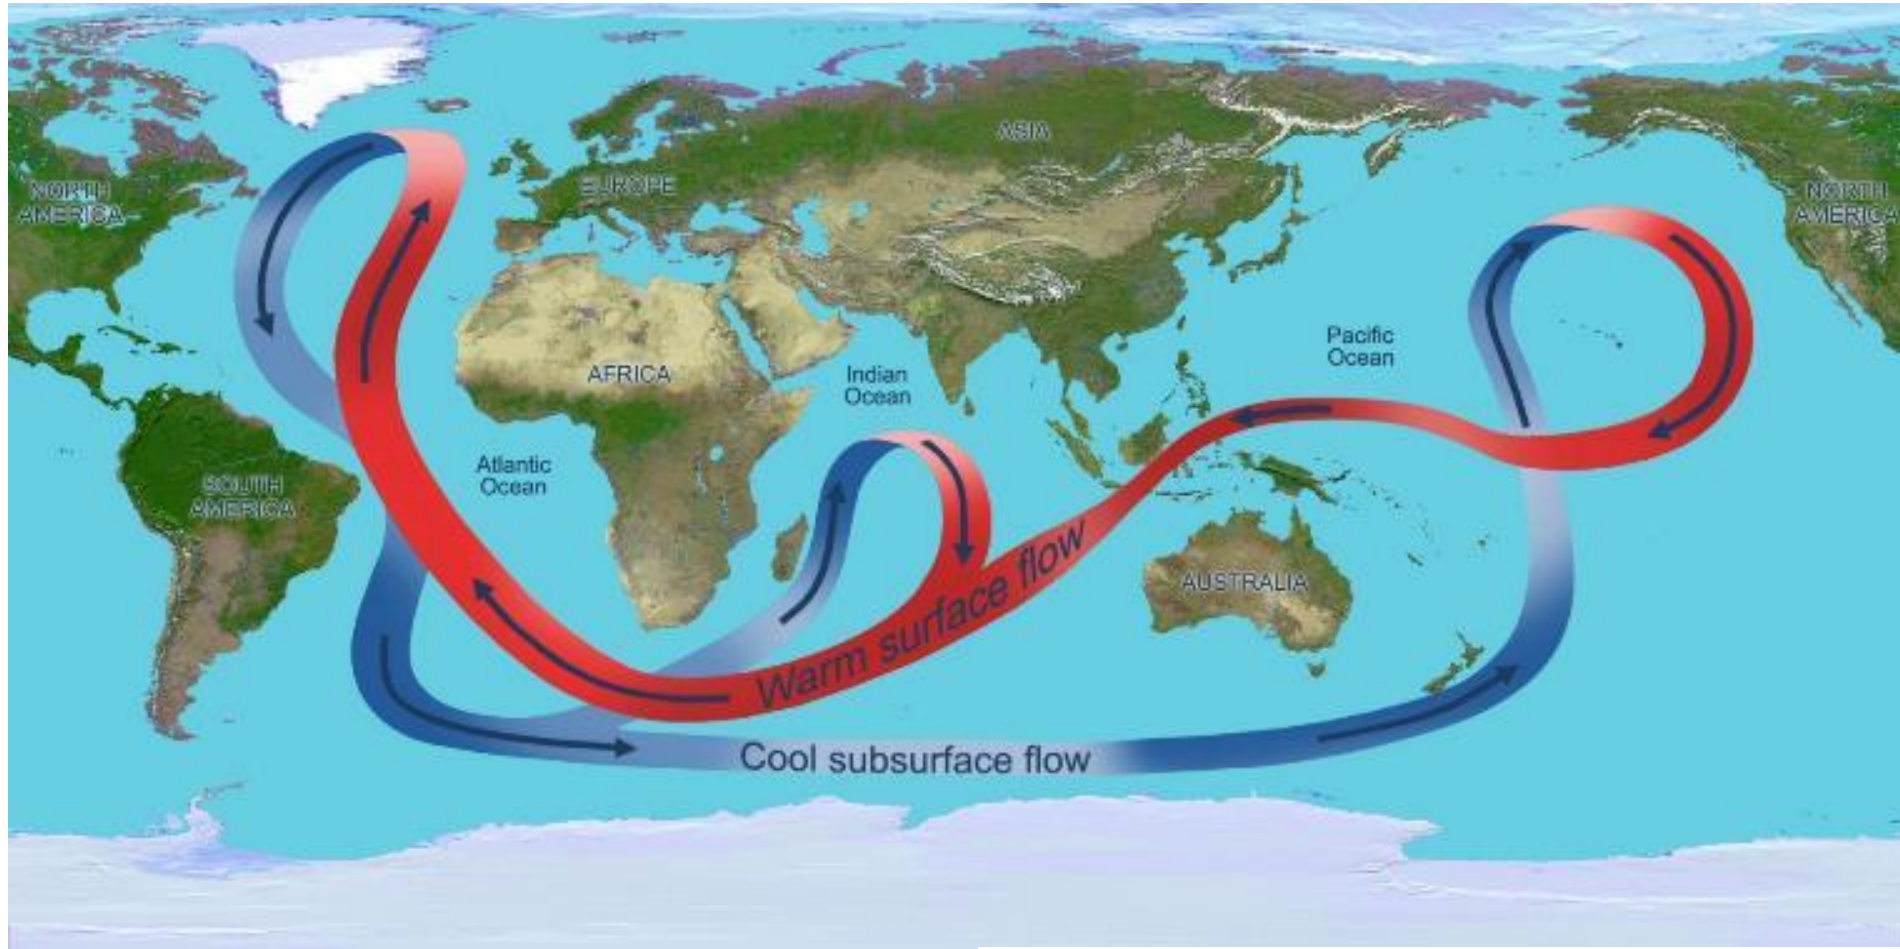 ASIA
EUROPE
NORTH
AMERICA
NORTH
AMERICA
Pacific
Ocean
AFRICA
Indian
Ocean
Atlantic
Ocean
SOUTH
AMERICA
AUSTRALIA
Warm surface flow
Cool subsurface flow